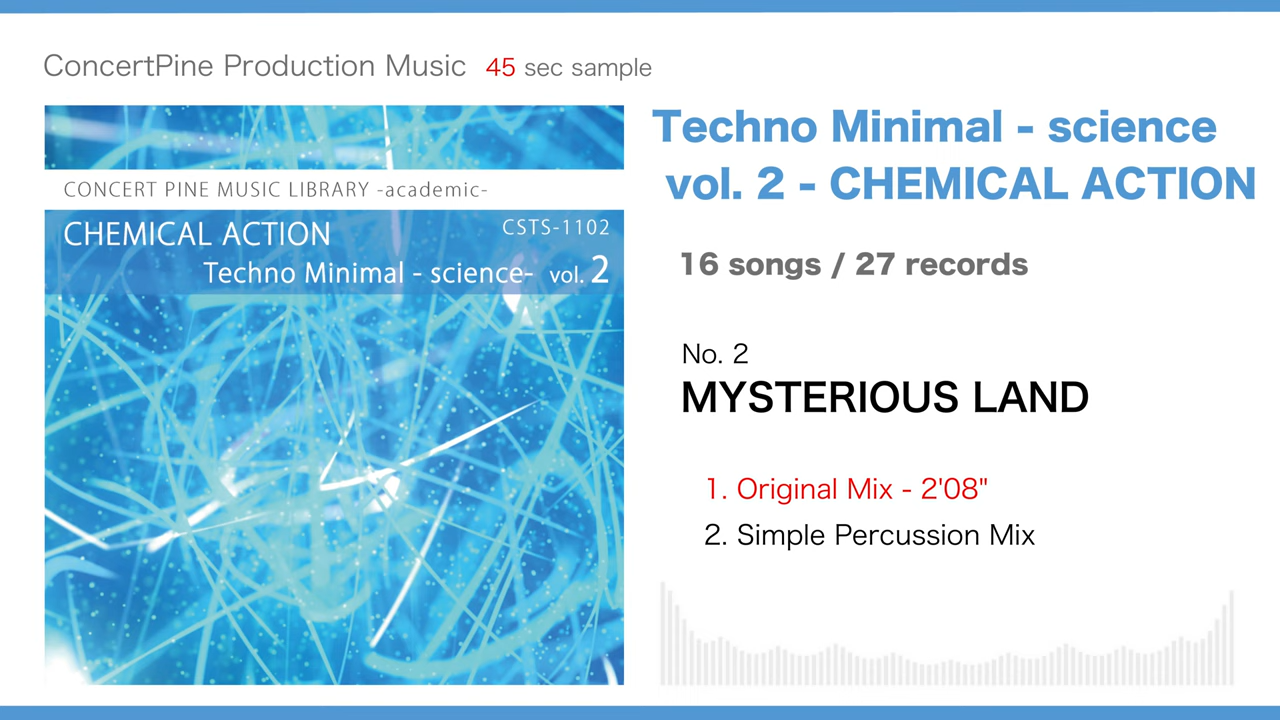 ConcertPine Production Music 45 sec sample
CONCERT PINE MUSIC LIBRARY -academic-
CHEMICAL ACTION CSTS-1102
Techno Minimal - science- vol. 2
Techno Minimal - science
vol. 2 - CHEMICAL ACTION
16 songs / 27 records
No. 2
MYSTERIOUS LAND
1. Original Mix - 2'08"
2. Simple Percussion Mix